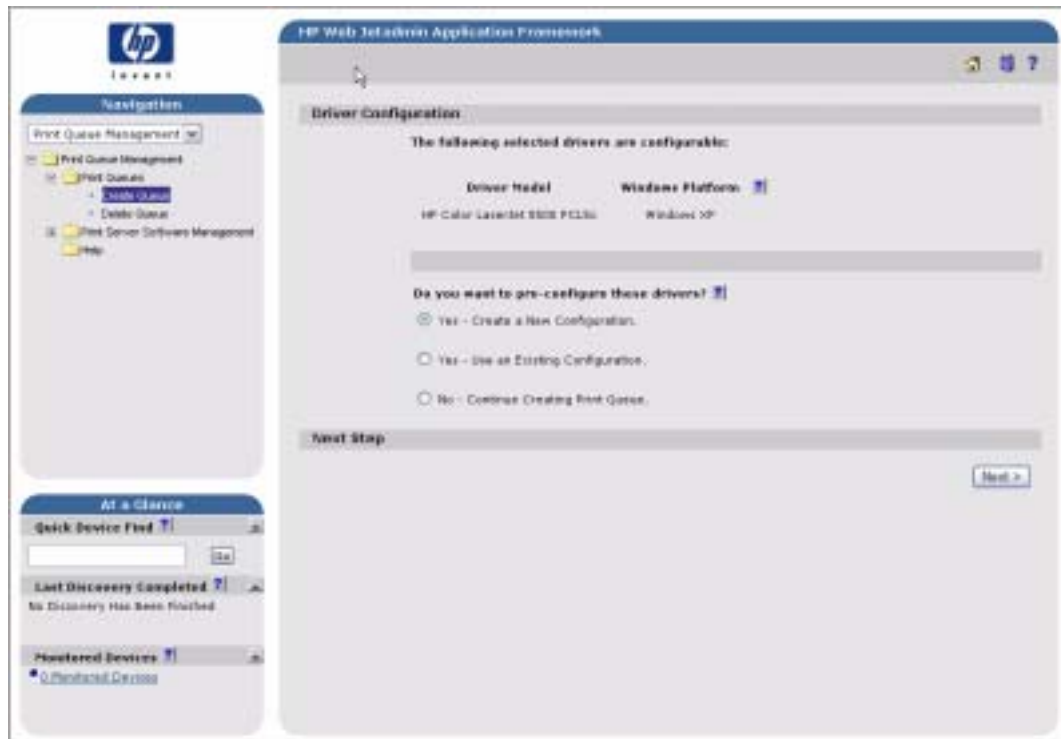 hp
invent
HP Web Jetadmin Application Framework
?
Navigation
Print Queue Management
Print Queue Management
Print Queues
Create Queue
Delete Queue
Print Server Software Management
Help
Driver Configuration
The following selected drivers are configurable:
Driver Model Windows Platform ?
HP Color LaserJet PCL5c Windows XP
Do you want to pre-configure these drivers? ?
Yes - Create a New Configuration.
Yes - Use an Existing Configuration.
No - Continue Creating Print Queue.
Next Step
Next >
At a Glance
Quick Device Find ?
Go
Last Discovery Completed ?
No Discovery Has Been Finished
Monitored Devices ?
0 Monitored Devices